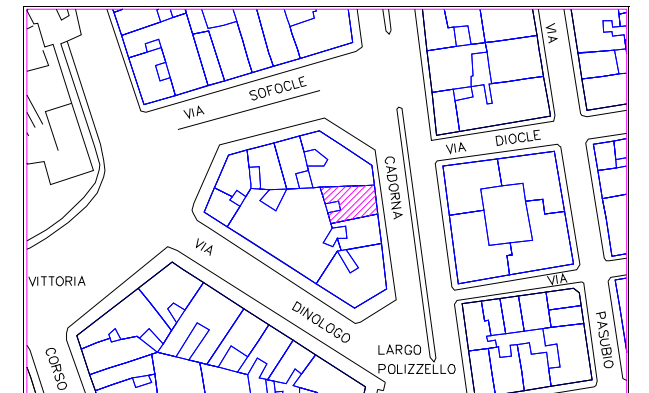 VIA
SOFOCLE
VIA
VIA
DIOCLE
CADORNA
VIA
VITTORIA
VIA
DINOLOGO
CORSO
LARGO
POLIZZELLO
PASUBIO